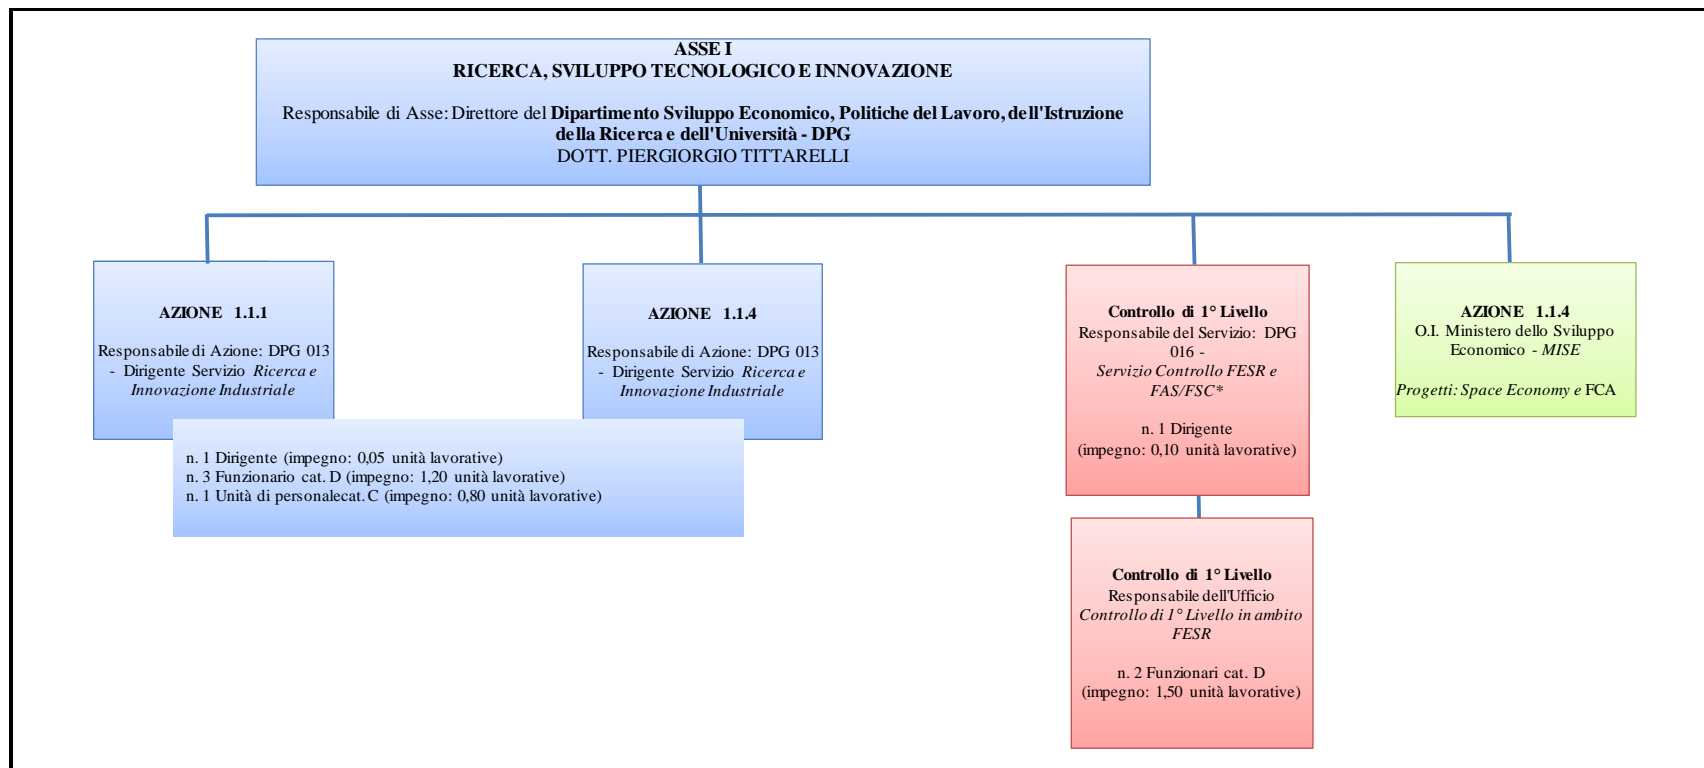 ASSE I
RICERCA, SVILUPPO TECNOLOGICO E INNOVAZIONE
Responsabile di Asse: Direttore del Dipartimento Sviluppo Economico, Politiche del Lavoro, dell'Istruzione
della Ricerca e dell'Università - DPG
DOTT. PIERGIORGIO TITTARELLI
AZIONE 1.1.1
Responsabile di Azione: DPG 013
- Dirigente Servizio Ricerca e
Innovazione Industriale
AZIONE 1.1.4
Responsabile di Azione: DPG 013
- Dirigente Servizio Ricerca e
Innovazione Industriale
n. 1 Dirigente (impegno: 0,05 unità lavorative)
n. 3 Funzionario cat. D (impegno: 1,20 unità lavorative)
n. 1 Unità di personale cat. C (impegno: 0,80 unità lavorative)
Controllo di 1° Livello
Responsabile del Servizio: DPG
016 -
Servizio Controllo FESR e
FAS/FSC*
n. 1 Dirigente
(impegno: 0,10 unità lavorative)
Controllo di 1° Livello
Responsabile dell'Ufficio
Controllo di 1° Livello in ambito
FESR
n. 2 Funzionari cat. D
(impegno: 1,50 unità lavorative)
AZIONE 1.1.4
O.I. Ministero dello Sviluppo
Economico - MISE
Progetti: Space Economy e FCA